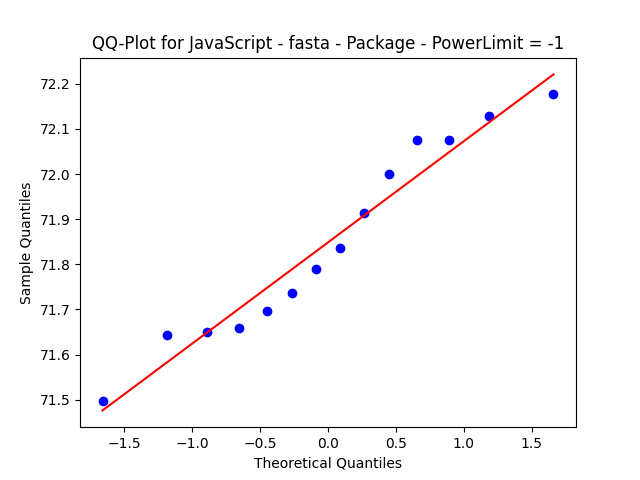 QQ-Plot for JavaScript - fasta - Package - PowerLimit = -1
Sample Quantiles
72.2
72.1
72.0
71.9
71.8
71.7
71.6
71.5
−1.5 −1.0 −0.5 0.0 0.5 1.0 1.5
Theoretical Quantiles